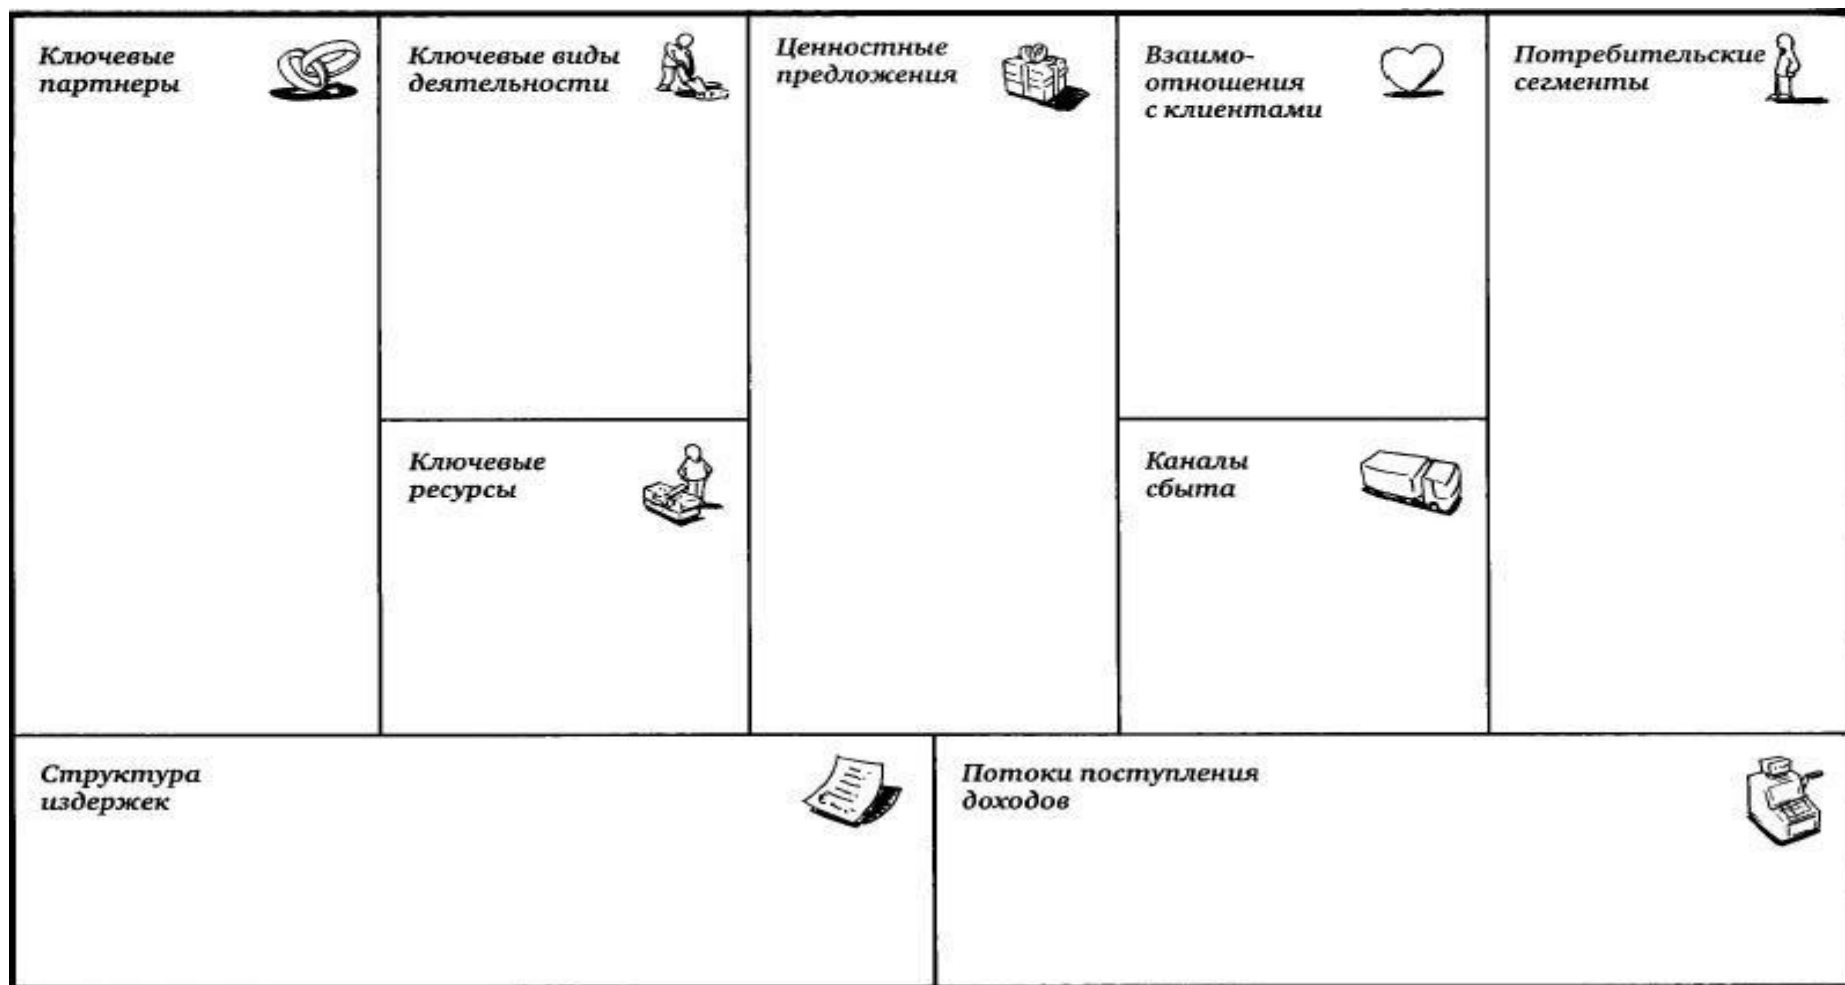 Ключевые
партнеры
Ключевые виды
деятельности
Ценностные
предложения
Взаимо-
отношения
с клиентами
Потребительские
сегменты
Ключевые
ресурсы
Каналы
сбыта
Структура
издержек
Потоки поступления
доходов